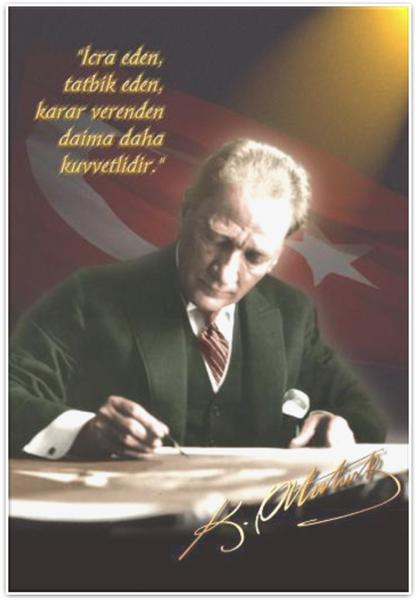 "İcra eden,
tatbik eden,
karar verenden
daima daha
kuvvetlidir."
K. Atatürk